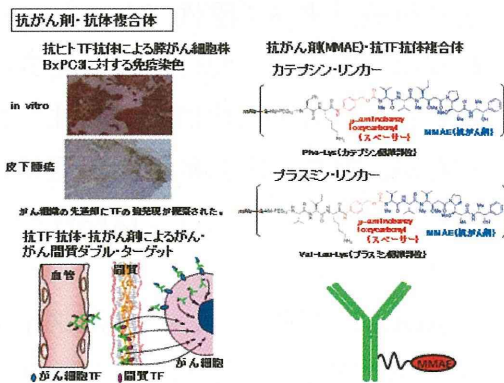 抗がん剤・抗体複合体
抗ヒトTF抗体による膵がん細胞株
BxPC3に対する免疫染色
in vitro
皮下腫瘍
がん組織の先進部にTFの強発現が観察された。
抗TF抗体・抗がん剤によるがん・
がん間質ダブル・ターゲット
血管
間質
がん細胞
がん細胞TF
間質TF
抗がん剤(MMAE)・抗TF抗体複合体
カテプシン・リンカー
p-aminobenzyl
oxycarbonyl
(スペーサー)
MMAE(抗がん剤)
Phe-Lys(カテプシン認識部位)
プラスミン・リンカー
p-aminobenzyl
oxycarbonyl
(スペーサー)
MMAE(抗がん剤)
Val-Leu-Lys(プラスミン認識部位)
MMAE